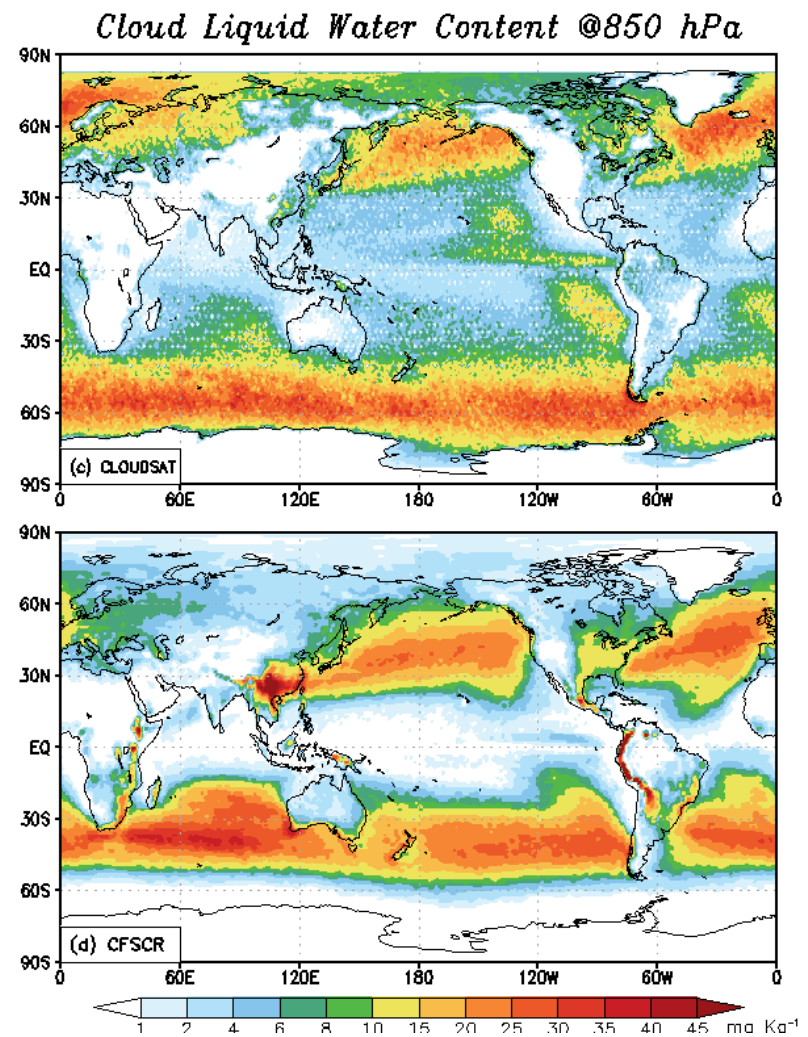 Cloud Liquid Water Content @850 hPa
90N
60N
30N
EQ
30S
60S
90S
(c) CLOUDSAT
0 60E 120E 180 120W 60W 0
90N
60N
30N
EQ
30S
60S
90S
(d) CFSCR
0 60E 120E 180 120W 60W 0
1 2 4 6 8 10 15 20 25 30 35 40 45 mg Kg⁻¹